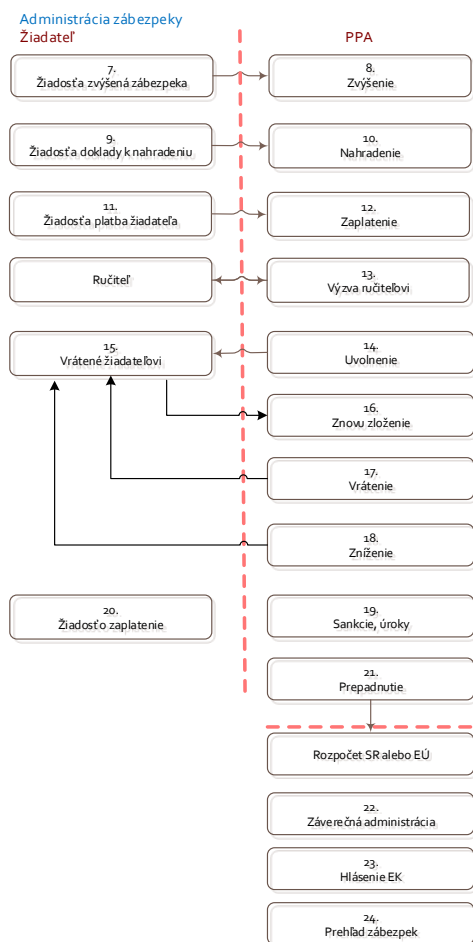 Administrácia zábezpeky
Žiadateľ
PPA
7.
Žiadosť a zvýšená zábezpeka
8.
Zvýšenie
9.
Žiadosť a doklady k nahradeniu
10.
Nahradenie
11.
Žiadosť a platba žiadateľa
12.
Zaplatenie
Ručiteľ
13.
Výzva ručiteľovi
15.
Vrátené žiadateľovi
14.
Uvolnenie
16.
Znovu zloženie
17.
Vrátenie
18.
Zníženie
20.
Žiadosť o zaplatenie
19.
Sankcie, úroky
21.
Prepadnutie
Rozpočet SR alebo EÚ
22.
Záverečná administrácia
23.
Hlásenie EK
24.
Prehľad zábezpek